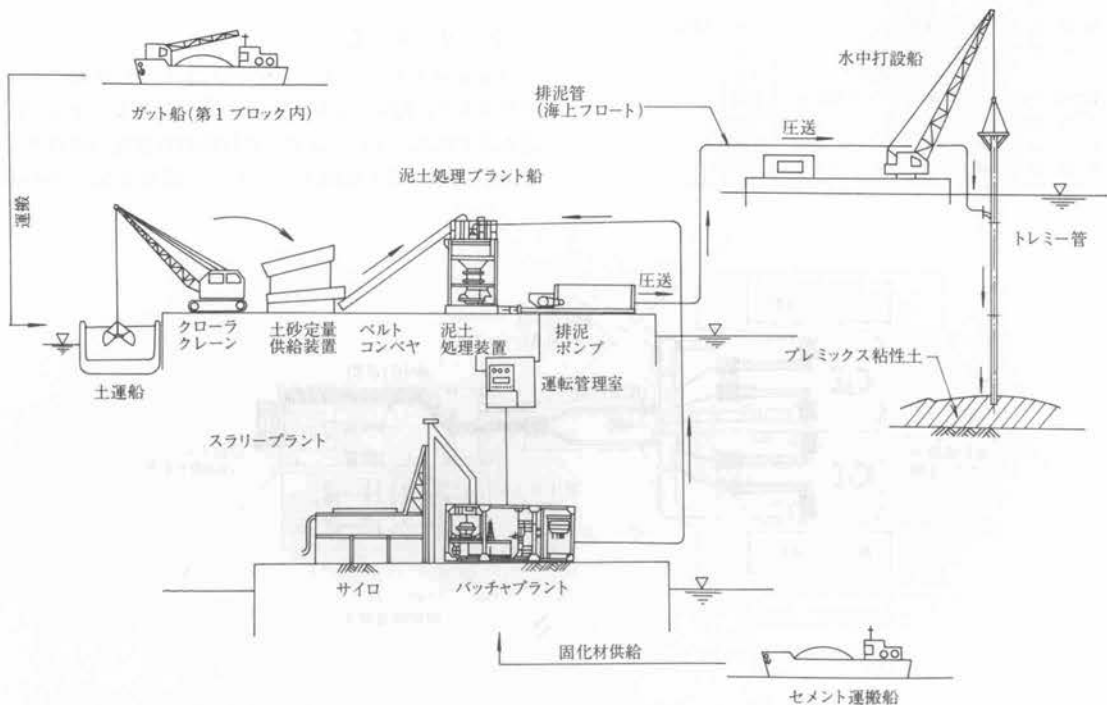 ガット船(第1ブロック内)
水中打設船
排泥管
(海上フロート)
圧送
泥土処理プラント船
運搬
トレミー管
圧送
クローラ
クレーン
土砂定量
供給装置
ベルト
コンベヤ
泥土
処理装置
排泥
ポンプ
プレミックス粘性土
土運船
運転管理室
スラリープラント
サイロ
バッチャプラント
固化材供給
セメント運搬船